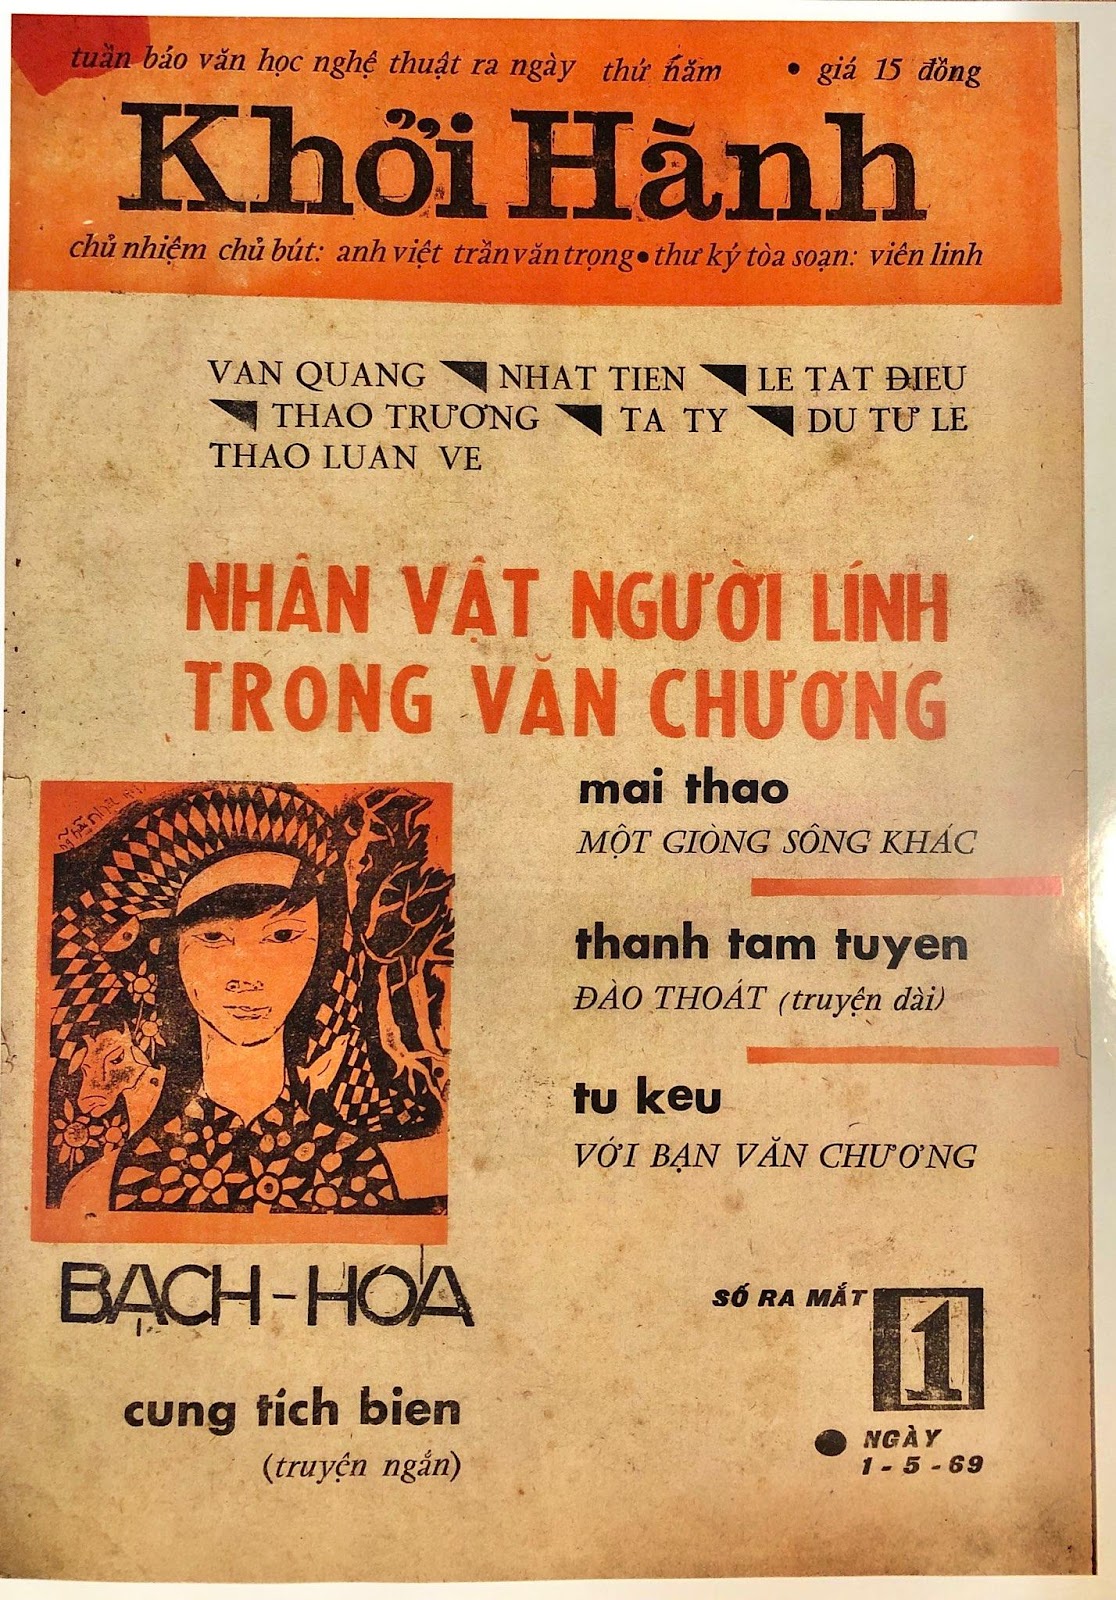 tuần báo văn học nghệ thuật ra ngày thứ năm • giá 15 đồng
Khởi Hành
chủ nhiệm chủ bút: anh việt trần văn trọng • thư ký tòa soạn: viên linh
VAN QUANG NHAT TIEN LE TAT ĐIEU
THAO TRƯƠNG TA TY DU TƯ LE
THAO LUAN VE
NHÂN VẬT NGƯỜI LÍNH
TRONG VĂN CHƯƠNG
mai thao
MỘT GIÒNG SÔNG KHÁC
thanh tam tuyen
ĐÀO THOÁT (truyện dài)
tu keu
VỚI BẠN VĂN CHƯƠNG
BẠCH-HÓA
cung tích bien
(truyện ngắn)
SỐ RA MẮT 1
• NGÀY
1-5-69